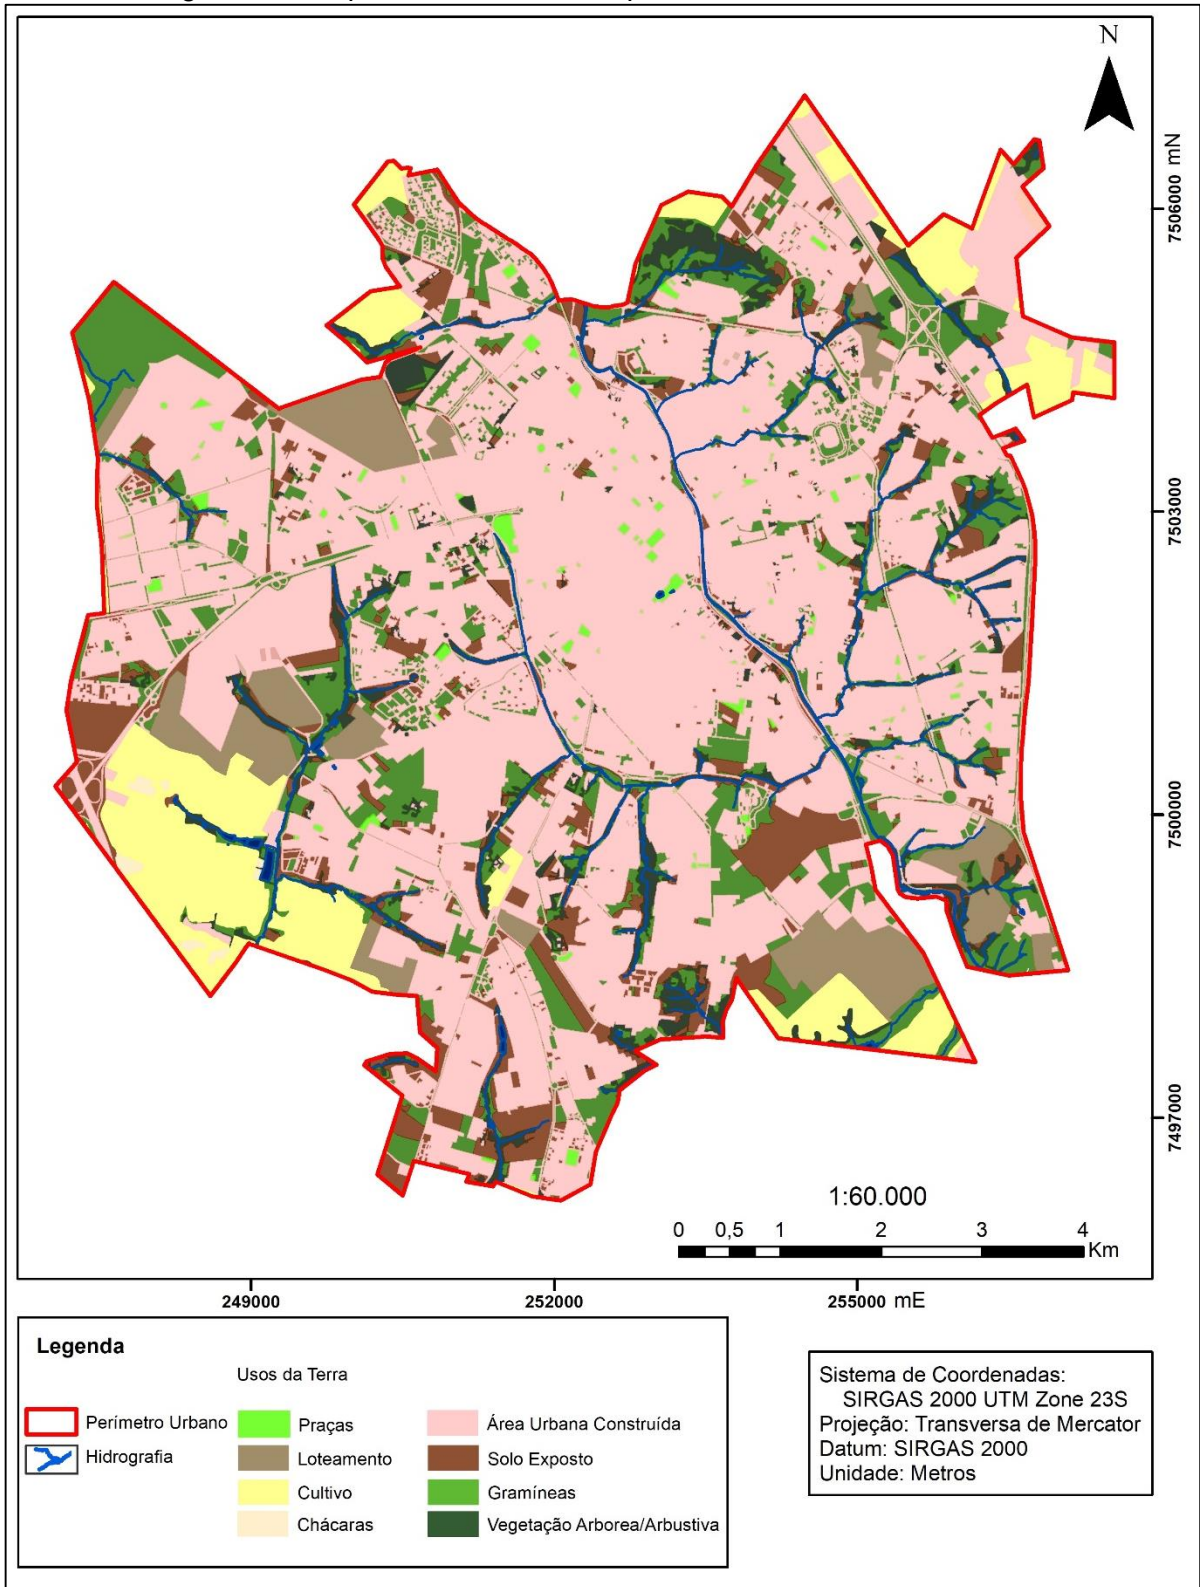 N
7506000 mN
7503000
7500000
7497000
1:60.000
0 0,5 1 2 3 4
Km
249000 252000 255000 mE
Legenda
Usos da Terra
Perímetro Urbano
Hidrografia
Praças
Loteamento
Cultivo
Chácaras
Área Urbana Construída
Solo Exposto
Gramíneas
Vegetação Arborea/Arbustiva
Sistema de Coordenadas:
SIRGAS 2000 UTM Zone 23S
Projeção: Transversa de Mercator
Datum: SIRGAS 2000
Unidade: Metros